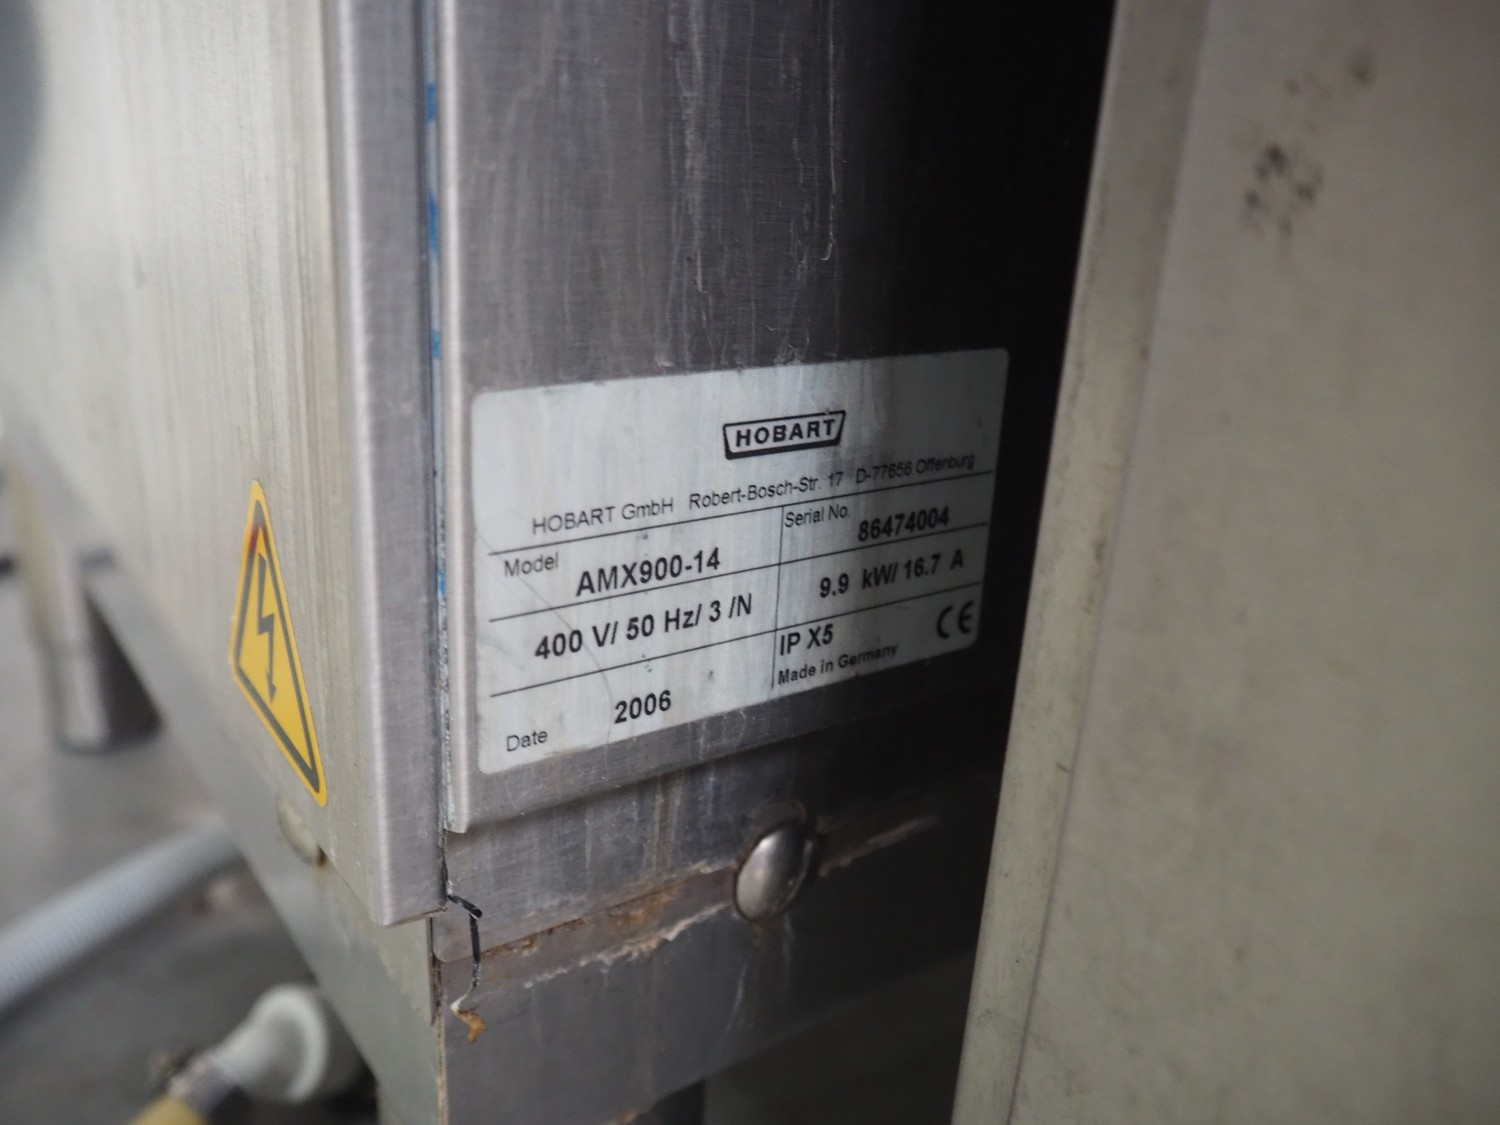 HOBART
HOBART GmbH Robert-Bosch-Str. 17 D-77656 Offenburg
Model AMX900-14 Serial No. 86474004
400 V/ 50 Hz/ 3 /N 9.9 kW/ 16.7 A
Date 2006 IP X5 CE
Made in Germany